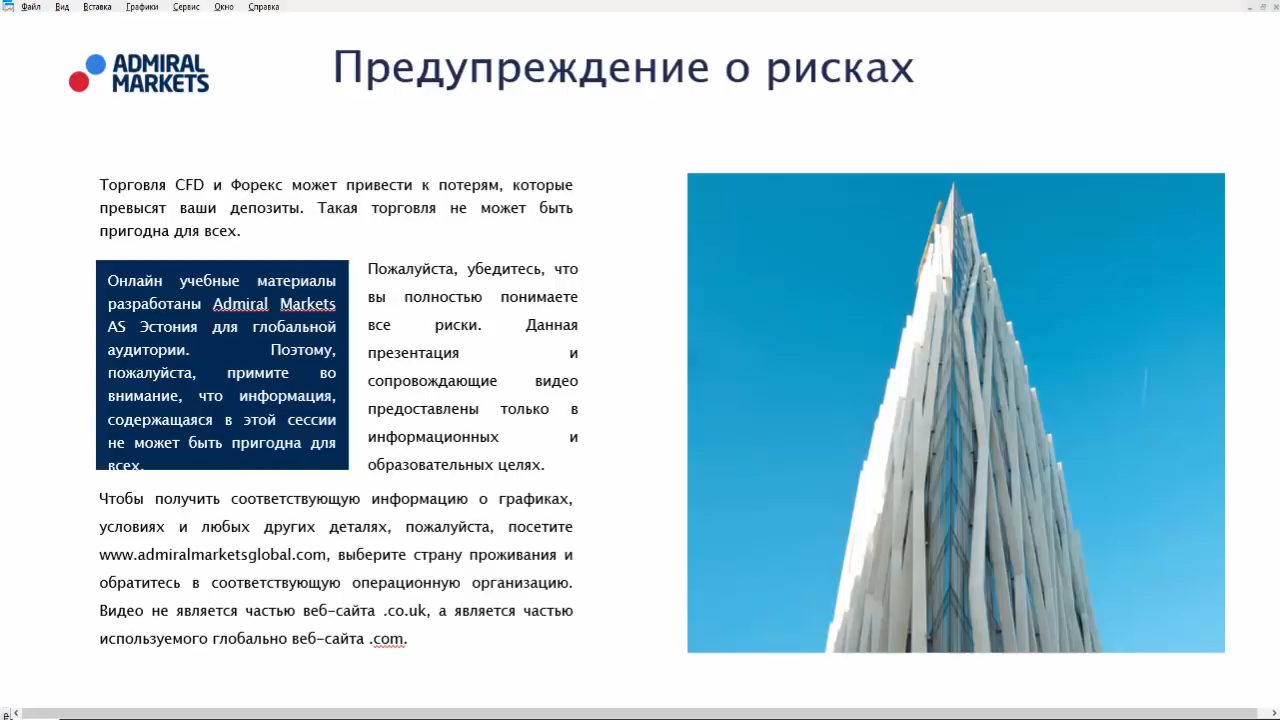 Файл Вид Вставка Графики Сервис Окно Справка
ADMIRAL
MARKETS
Предупреждение о рисках
Торговля CFD и Форекс может привести к потерям, которые
превысят ваши депозиты. Такая торговля не может быть
пригодна для всех.
Онлайн учебные материалы
разработаны Admiral Markets
AS Эстония для глобальной
аудитории. Поэтому,
пожалуйста, примите во
внимание, что информация,
содержащаяся в этой сессии
не может быть пригодна для
всех.
Пожалуйста, убедитесь, что
вы полностью понимаете
все риски. Данная
презентация и
сопровождающие видео
предоставлены только в
информационных и
образовательных целях.
Чтобы получить соответствующую информацию о графиках,
условиях и любых других деталях, пожалуйста, посетите
www.admiralmarketsglobal.com, выберите страну проживания и
обратитесь в соответствующую операционную организацию.
Видео не является частью веб-сайта .co.uk, а является частью
используемого глобально веб-сайта .com.